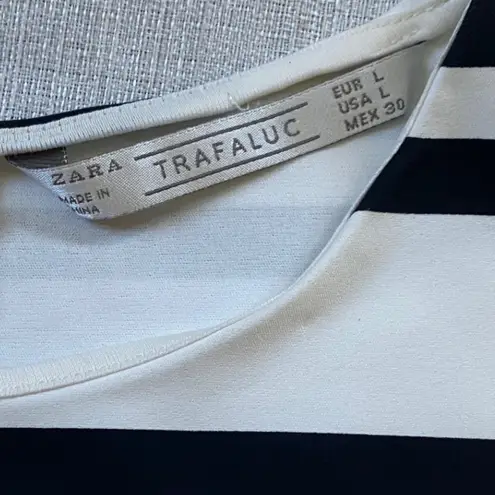 ZARA
MADE IN
CHINA
TRAFALUC
EUR L
USA L
MEX 30